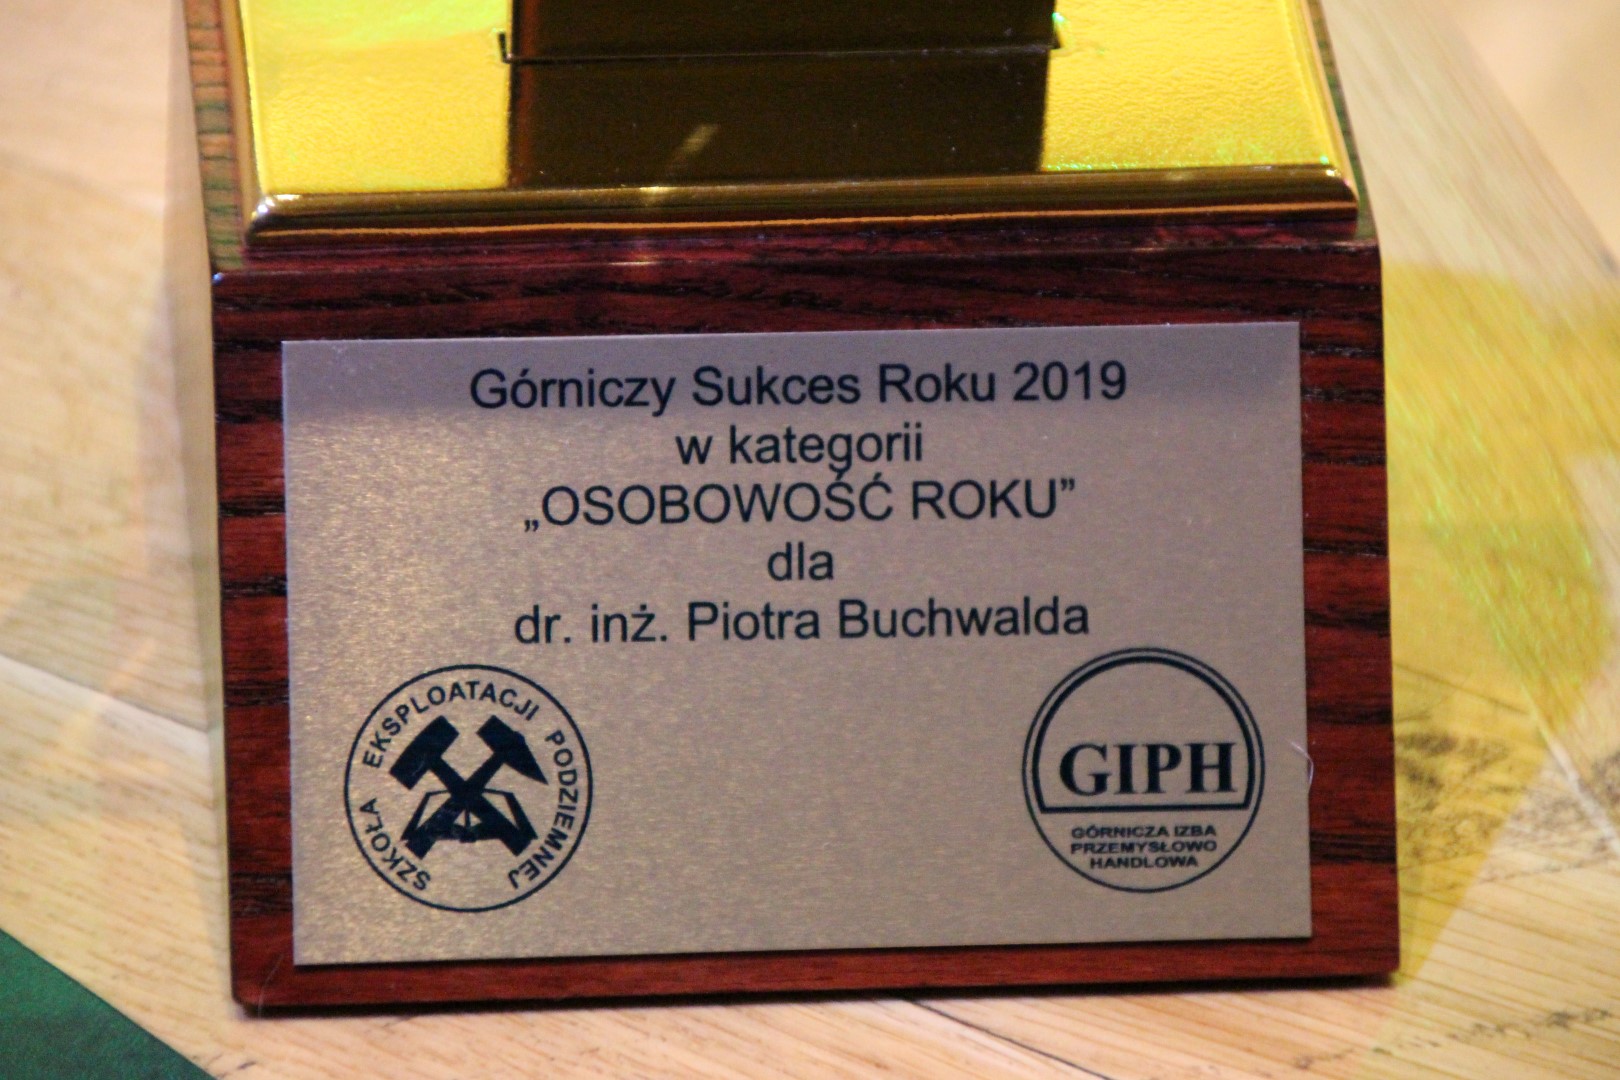 Górniczy Sukces Roku 2019
w kategorii
„OSOBOWOŚĆ ROKU”
dla
dr. inż. Piotra Buchwalda
SZKOŁA EKSPLOATACJI PODZIEMNEJ
GIPH
GÓRNICZA IZBA
PRZEMYSŁOWO
HANDLOWA